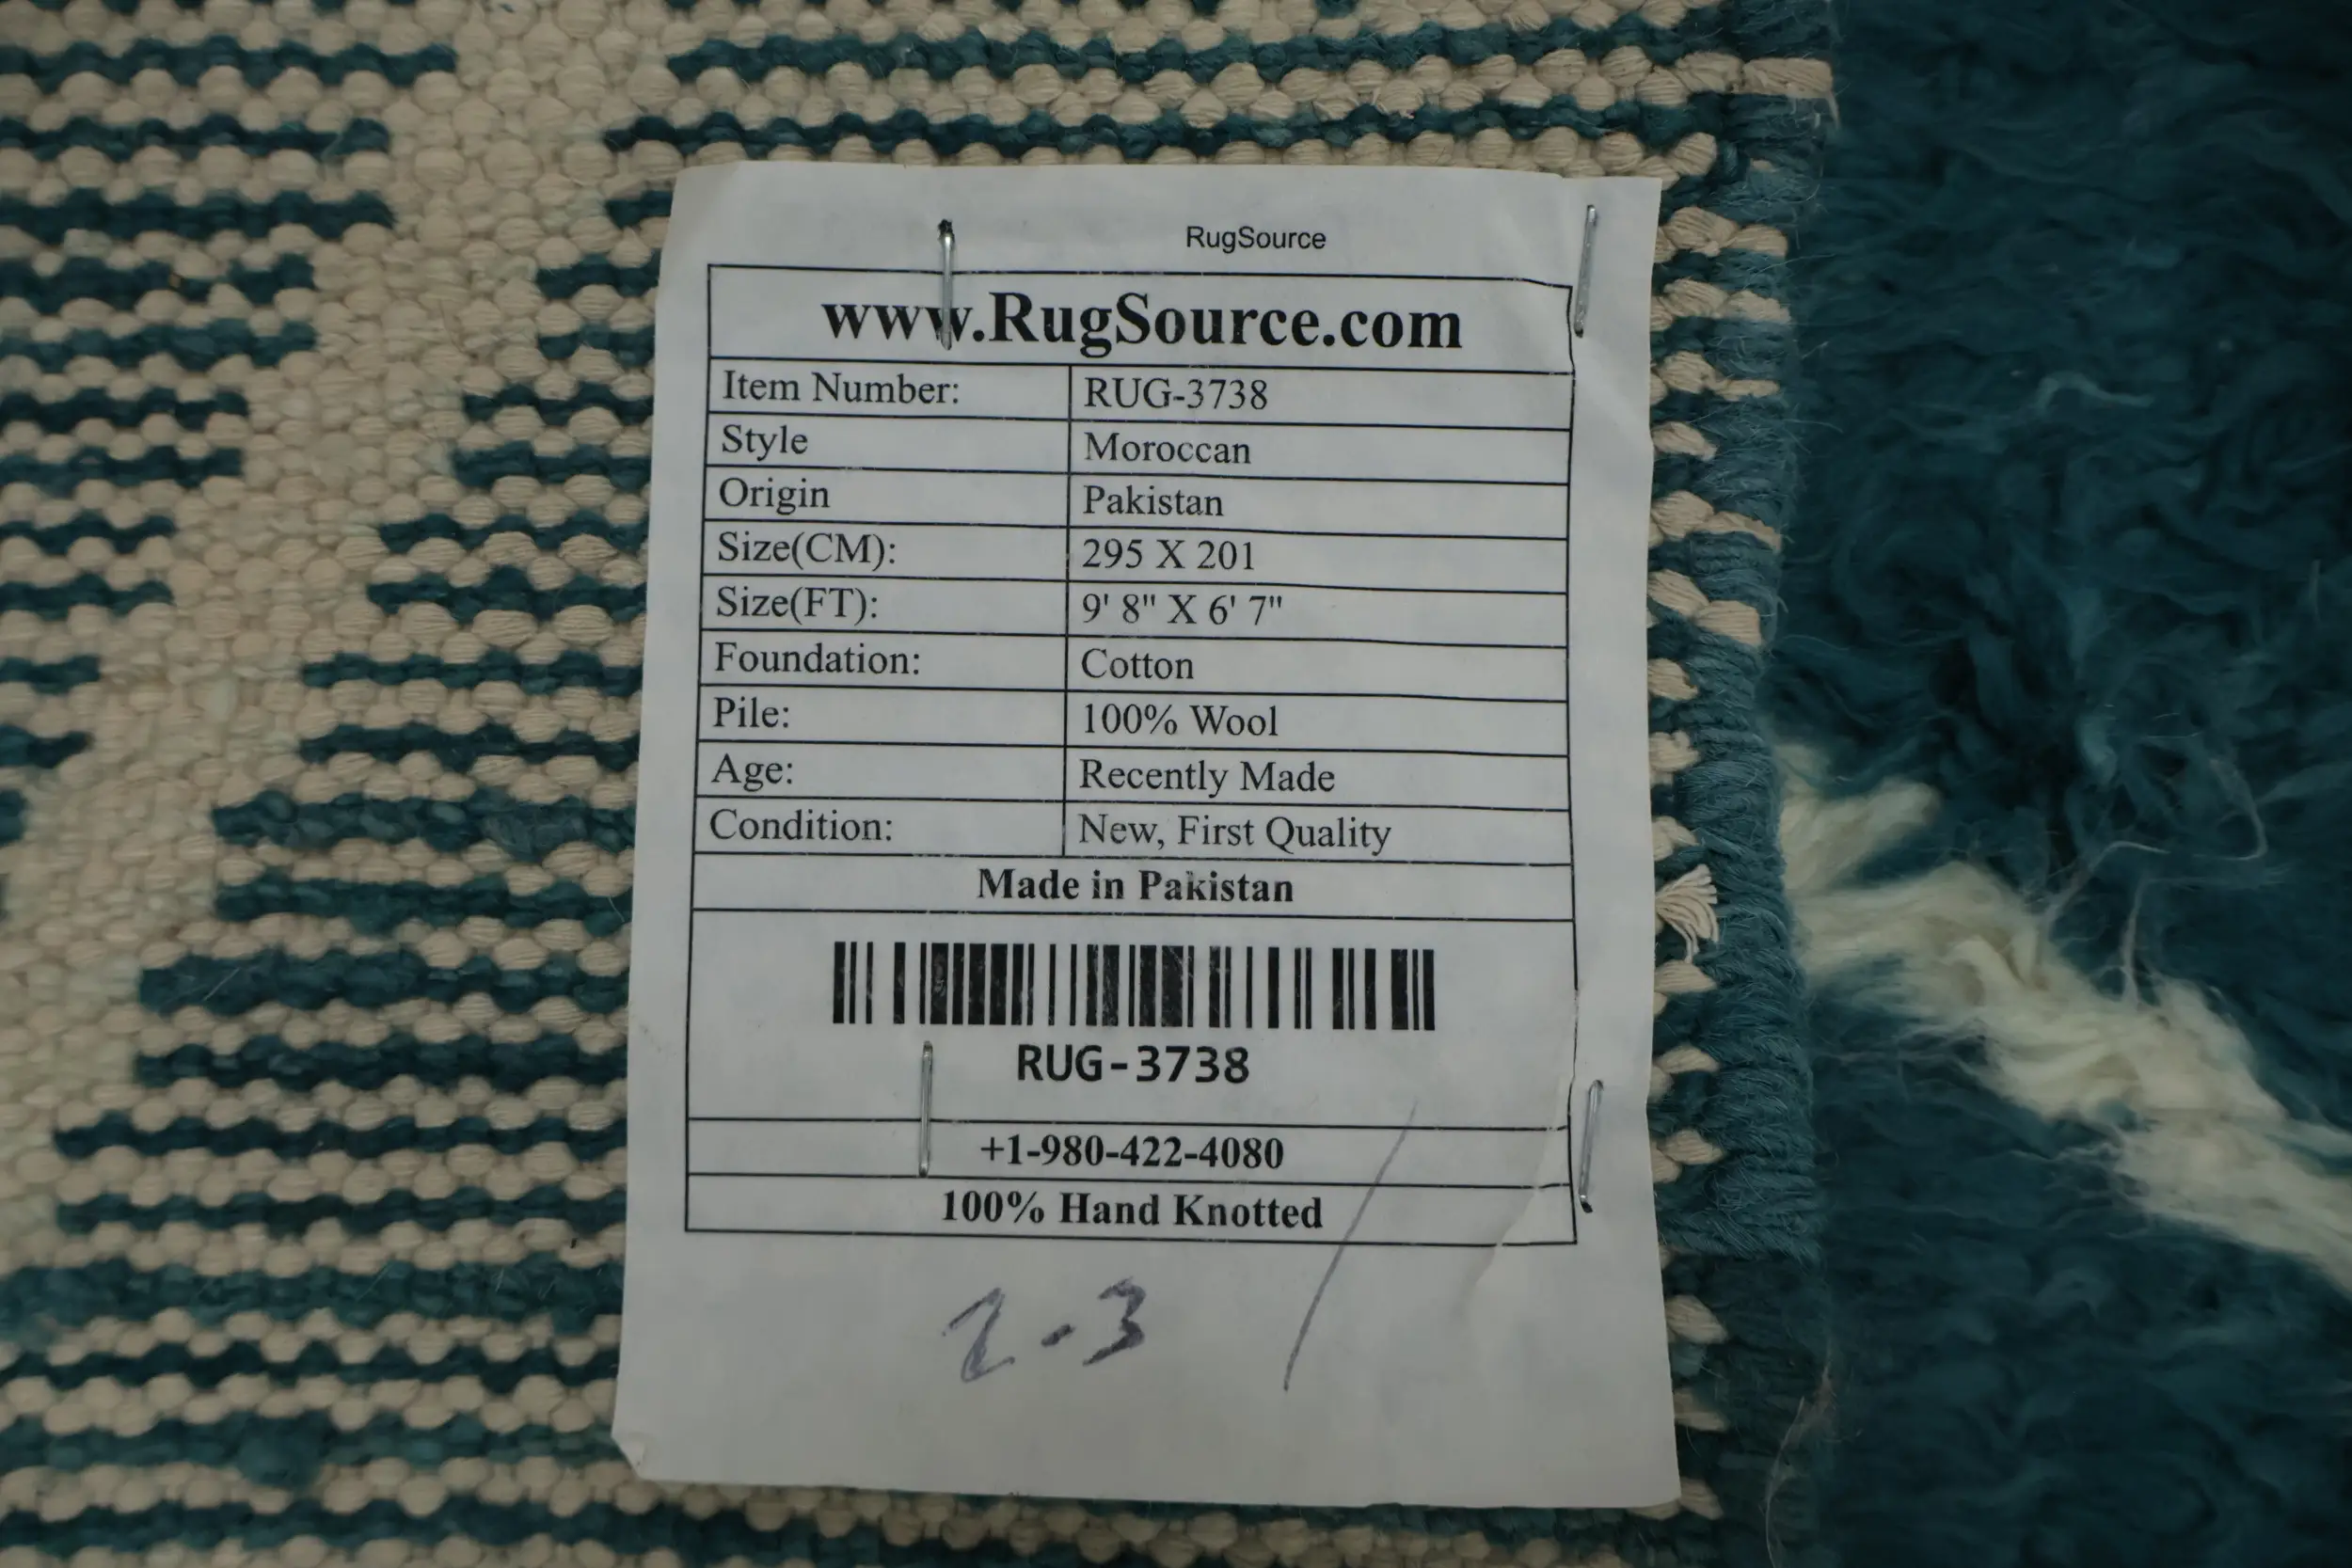 RugSource
www.RugSource.com
Item Number: RUG-3738
Style Moroccan
Origin Pakistan
Size(CM): 295 X 201
Size(FT): 9' 8" X 6' 7"
Foundation: Cotton
Pile: 100% Wool
Age: Recently Made
Condition: New, First Quality
Made in Pakistan
RUG-3738
+1-980-422-4080
100% Hand Knotted
2-3 /